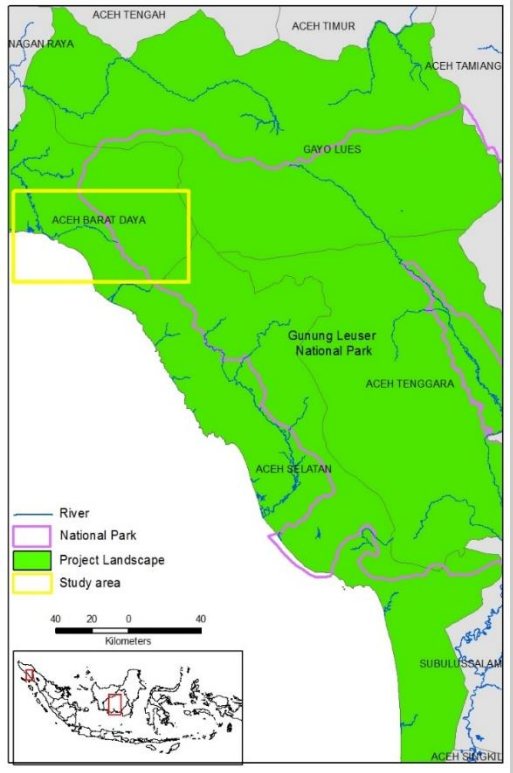 ACEH TENGAH
ACEH TIMUR
NAGAN RAYA
ACEH TAMIANG
GAYO LUES
ACEH BARAT DAYA
Gunung Leuser
National Park
ACEH TENGGARA
ACEH SELATAN
River
National Park
Project Landscape
Study area
40 20 0 40
Kilometers
SUBULUSSALAM
ACEH SINGKIL